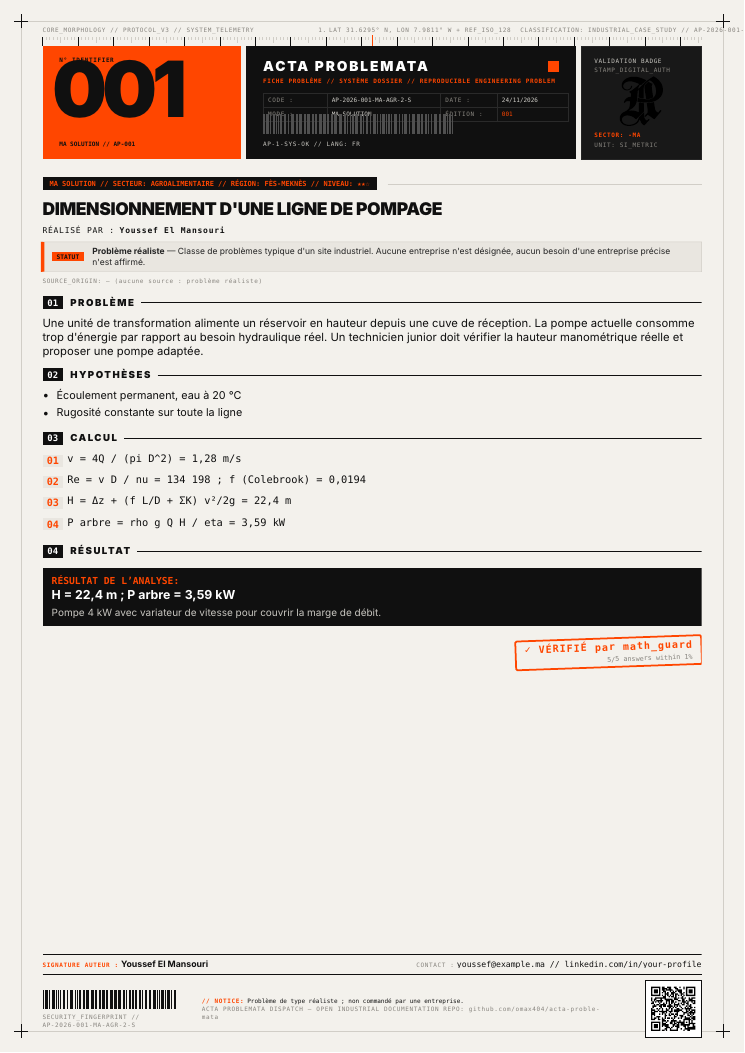 CORE_MORPHOLOGY // PROTOCOL_V3 // SYSTEM_TELEMETRY
1. LAT 31.6295° N, LON 7.9811° W ⌖ REF_ISO_128 CLASSIFICATION: INDUSTRIAL_CASE_STUDY // AP-2026-001-
N° IDENTIFIER
001
MA SOLUTION // AP-001
ACTA PROBLEMATA
FICHE PROBLÈME // SYSTÈME DOSSIER // REPRODUCIBLE ENGINEERING PROBLEM
CODE : AP-2026-001-MA-AGR-2-S DATE : 24/11/2026
MODE : MA SOLUTION ÉDITION : 001
AP-1-SYS-OK // LANG: FR
VALIDATION BADGE
STAMP_DIGITAL_AUTH
SECTOR: -MA
UNIT: SI_METRIC
MA SOLUTION // SECTEUR: AGROALIMENTAIRE // RÉGION: FÈS-MEKNÈS // NIVEAU: ★★☆
DIMENSIONNEMENT D'UNE LIGNE DE POMPAGE
RÉALISÉ PAR : Youssef El Mansouri
STATUT
Problème réaliste — Classe de problèmes typique d'un site industriel. Aucune entreprise n'est désignée, aucun besoin d'une entreprise précise
n'est affirmé.
SOURCE_ORIGIN: — (aucune source : problème réaliste)
01 PROBLÈME
Une unité de transformation alimente un réservoir en hauteur depuis une cuve de réception. La pompe actuelle consomme
trop d'énergie par rapport au besoin hydraulique réel. Un technicien junior doit vérifier la hauteur manométrique réelle et
proposer une pompe adaptée.
02 HYPOTHÈSES
• Écoulement permanent, eau à 20 °C
• Rugosité constante sur toute la ligne
03 CALCUL
01 v = 4Q / (pi D^2) = 1,28 m/s
02 Re = v D / nu = 134 198 ; f (Colebrook) = 0,0194
03 H = Δz + (f L/D + ΣK) v²/2g = 22,4 m
04 P arbre = rho g Q H / eta = 3,59 kW
04 RÉSULTAT
RÉSULTAT DE L'ANALYSE:
H = 22,4 m ; P arbre = 3,59 kW
Pompe 4 kW avec variateur de vitesse pour couvrir la marge de débit.
✓ VÉRIFIÉ par math_guard
5/5 answers within 1%
SIGNATURE AUTEUR : Youssef El Mansouri
CONTACT : youssef@example.ma // linkedin.com/in/your-profile
SECURITY_FINGERPRINT //
AP-2026-001-MA-AGR-2-S
// NOTICE: Problème de type réaliste ; non commandé par une entreprise.
ACTA PROBLEMATA DISPATCH — OPEN INDUSTRIAL DOCUMENTATION REPO: github.com/emax404/acta-proble-
mata